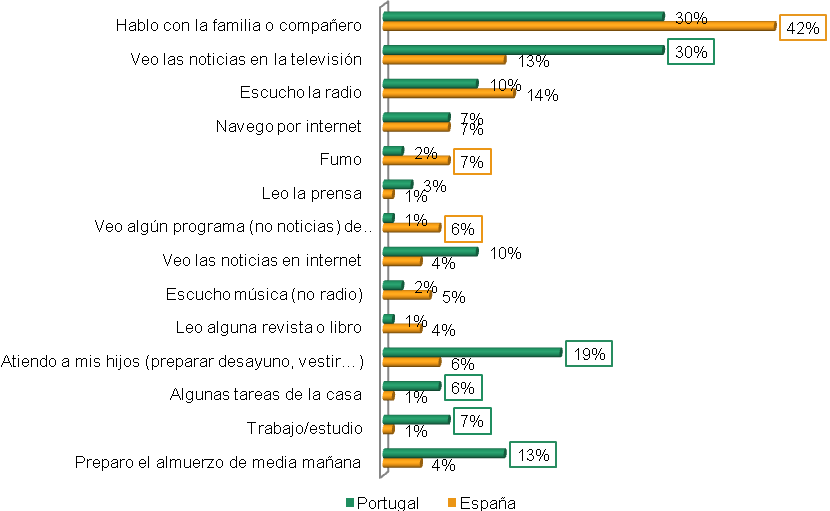 Hablo con la familia o compañero
30%
42%
Veo las noticias en la televisión
30%
13%
Escucho la radio
10%
14%
Navego por internet
7%
7%
Fumo
2%
7%
Leo la prensa
3%
1%
Veo algún programa (no noticias) de..
1%
6%
Veo las noticias en internet
10%
4%
Escucho música (no radio)
2%
5%
Leo alguna revista o libro
1%
4%
Atiendo a mis hijos (preparar desayuno, vestir…)
19%
6%
Algunas tareas de la casa
6%
1%
Trabajo/estudio
7%
1%
Preparo el almuerzo de media mañana
13%
4%
Portugal España